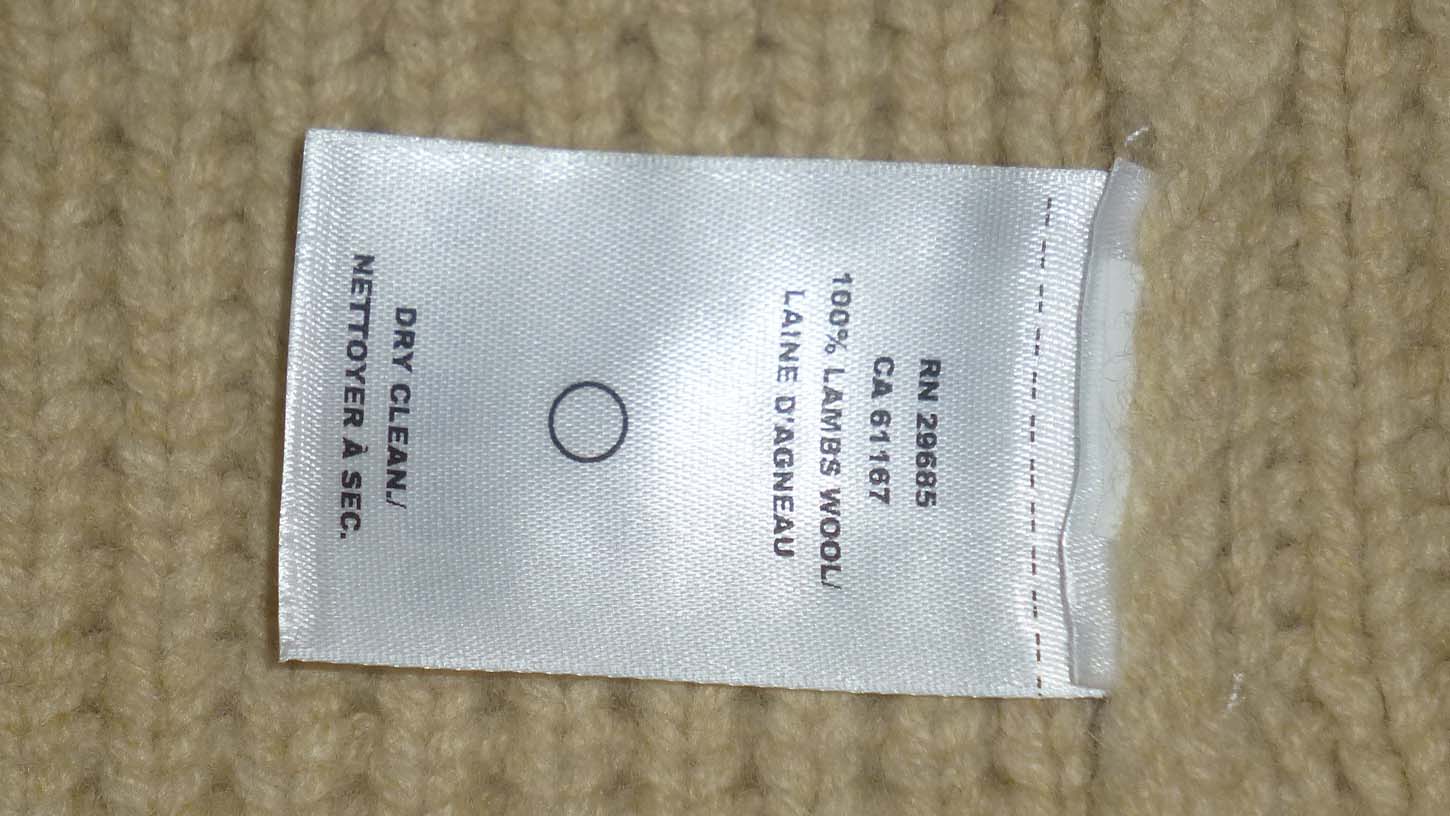 RN 29685
CA 61167
100% LAMBS WOOL/
LAINE D'AGNEAU
DRY CLEAN./
NETTOYER À SEC.